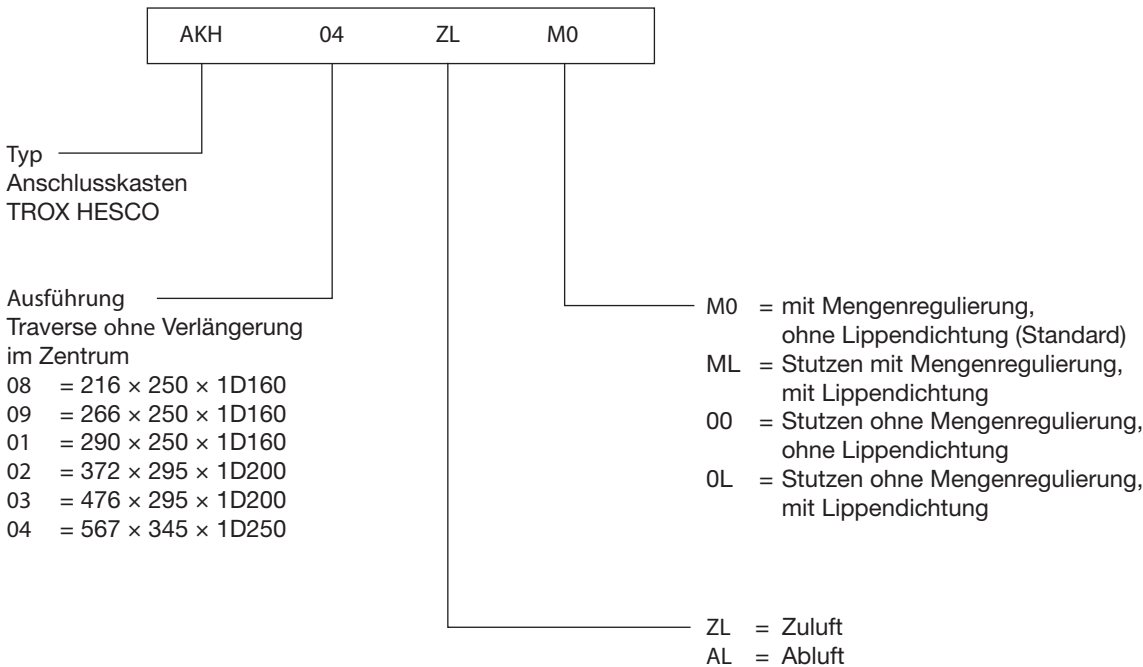 AKH 04 ZL M0
Typ
Anschlusskasten
TROX HESCO
Ausführung
Traverse ohne Verlängerung
im Zentrum
08 = 216 × 250 × 1D160
09 = 266 × 250 × 1D160
01 = 290 × 250 × 1D160
02 = 372 × 295 × 1D200
03 = 476 × 295 × 1D200
04 = 567 × 345 × 1D250
M0 = mit Mengenregulierung,
ohne Lippendichtung (Standard)
ML = Stutzen mit Mengenregulierung,
mit Lippendichtung
00 = Stutzen ohne Mengenregulierung,
ohne Lippendichtung
0L = Stutzen ohne Mengenregulierung,
mit Lippendichtung
ZL = Zuluft
AL = Abluft